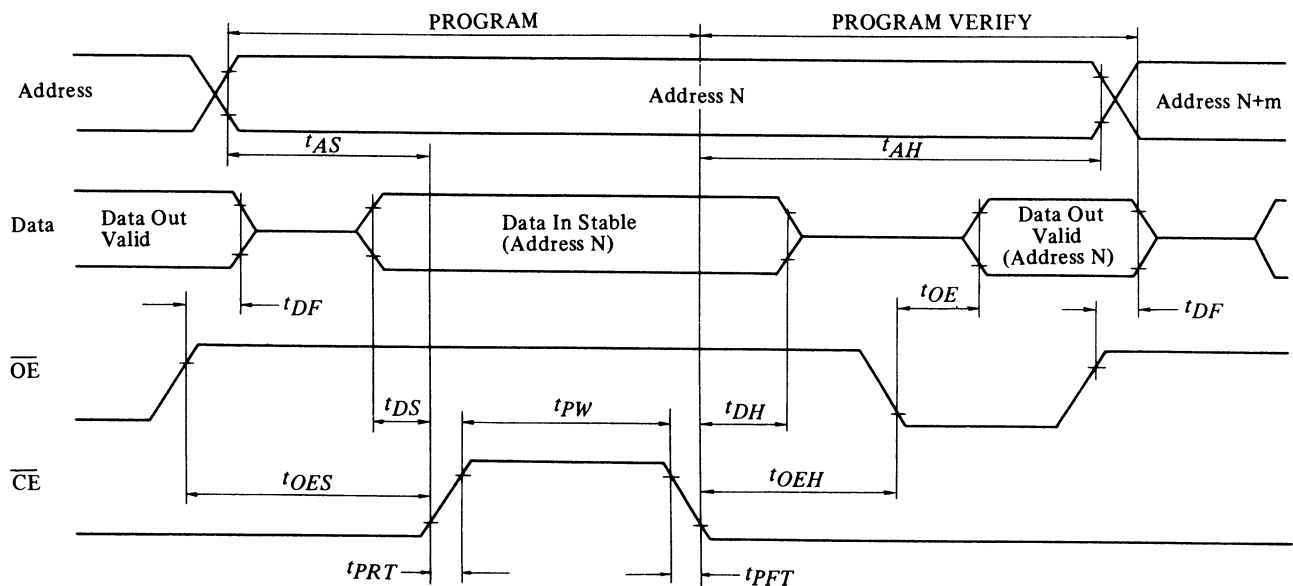 PROGRAM
PROGRAM VERIFY
Address
Address N
Address N+m
tAS
tAH
Data
Data Out
Valid
Data In Stable
(Address N)
Data Out
Valid
(Address N)
tDF
tOE
tDF
OE
tDS
tPW
tDH
CE
tOES
tOEH
tPRT
tPFT